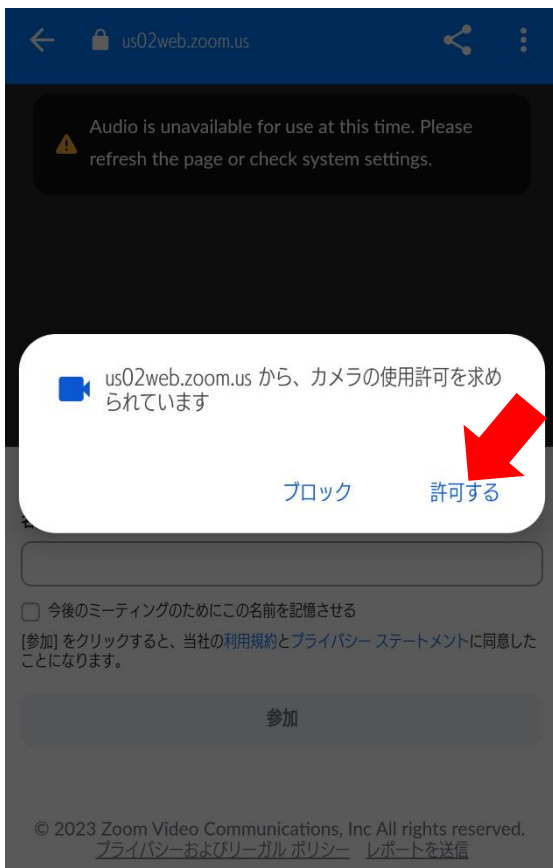 us02web.zoom.us
Audio is unavailable for use at this time. Please
refresh the page or check system settings.
us02web.zoom.us から、カメラの使用許可を求め
られています
ブロック
許可する
今後のミーティングのためにこの名前を記憶させる
[参加] をクリックすると、当社の利用規約とプライバシー ステートメントに同意した
ことになります。
参加
© 2023 Zoom Video Communications, Inc All rights reserved.
プライバシーおよびリーガル ポリシー レポートを送信